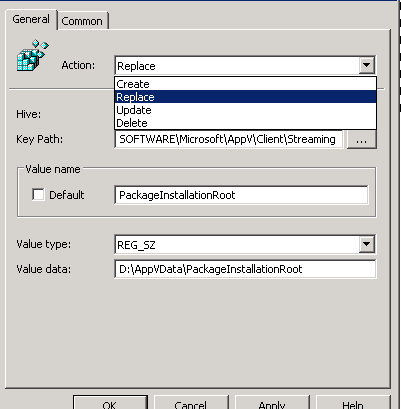 General Common
Action: Replace
Create
Replace
Update
Delete
Hive:
Key Path: SOFTWARE\Microsoft\AppV\Client\Streaming ...
Value name
Default PackageInstallationRoot
Value type: REG_SZ
Value data: D:\AppVData\PackageInstallationRoot
OK Cancel Apply Help